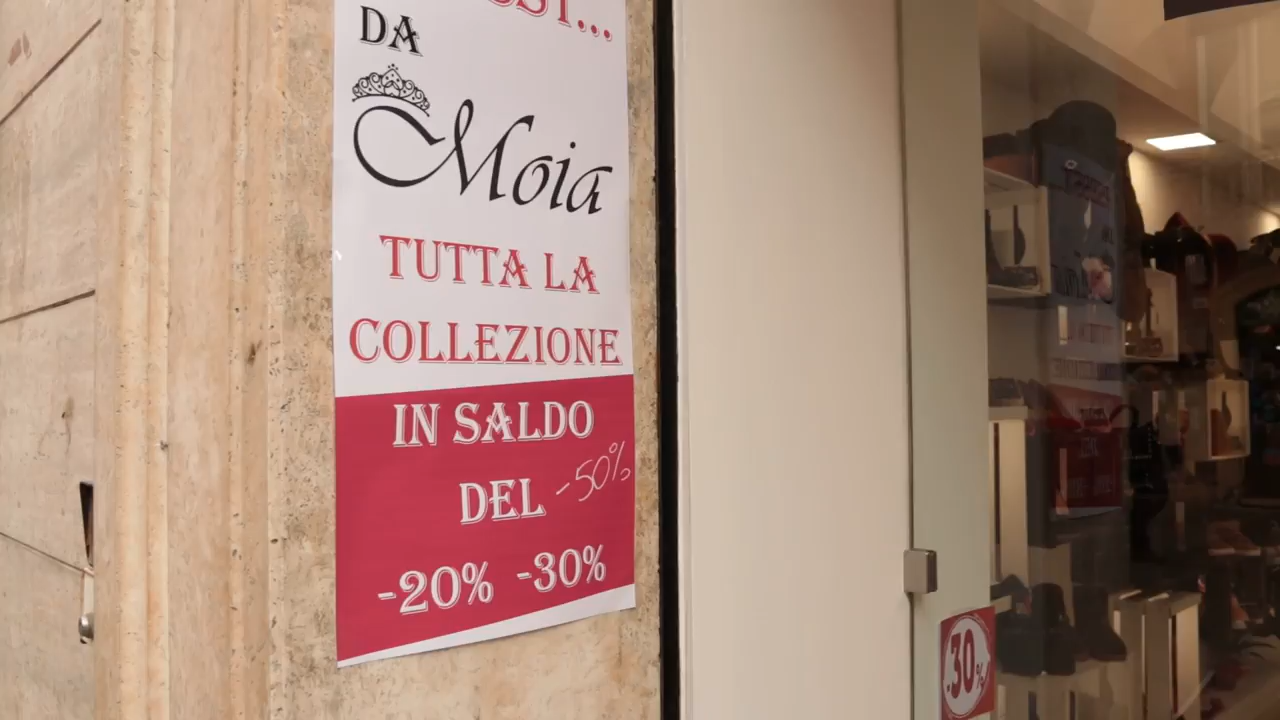 DA
Moia
TUTTA LA
COLLEZIONE
IN SALDO
DEL -50%
-20% -30%
.30%